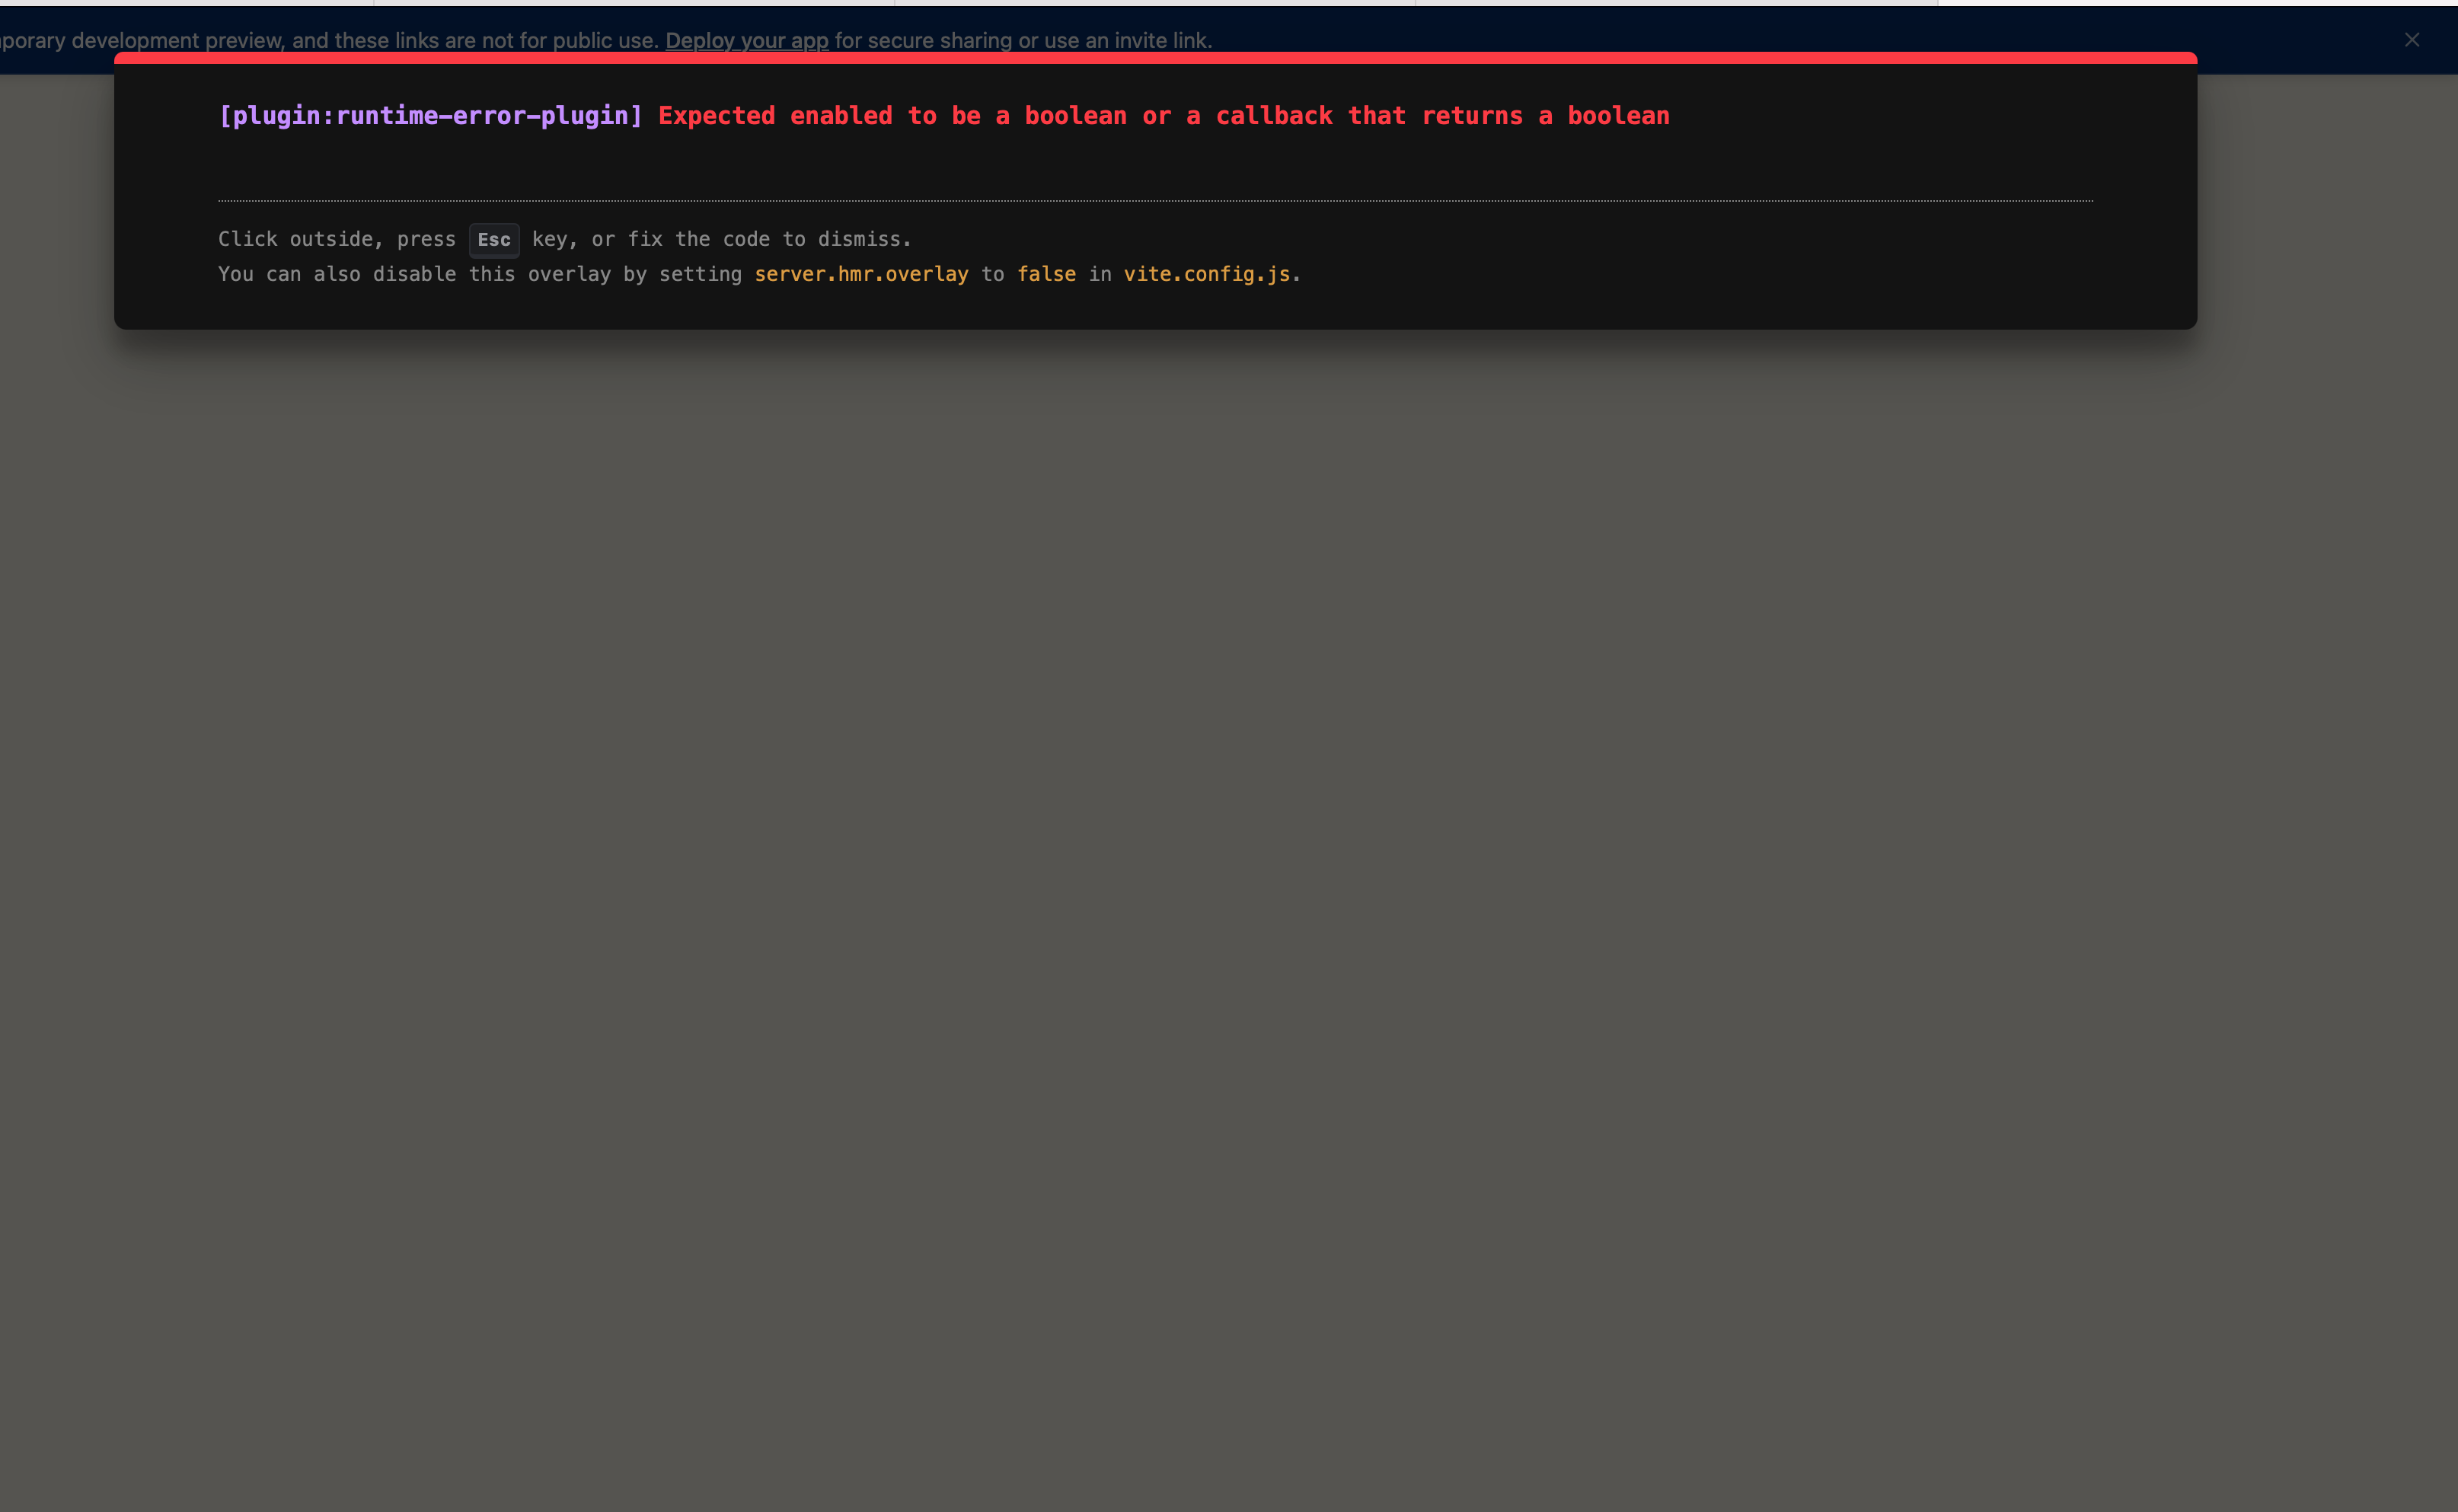 porary development preview, and these links are not for public use. Deploy your app for secure sharing or use an invite link.
[plugin:runtime-error-plugin] Expected enabled to be a boolean or a callback that returns a boolean
Click outside, press Esc key, or fix the code to dismiss.
You can also disable this overlay by setting server.hmr.overlay to false in vite.config.js.